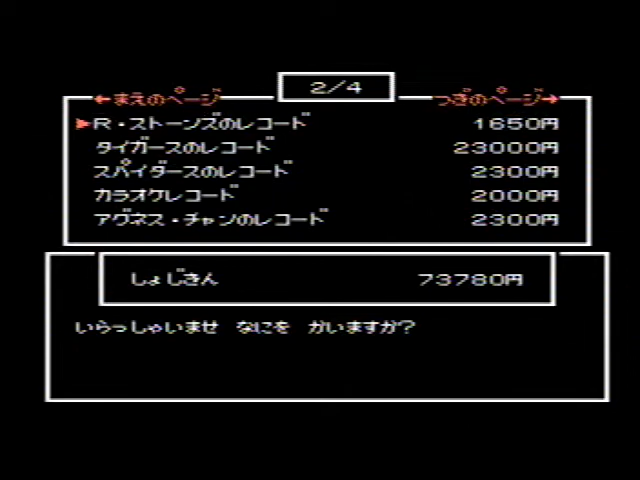 2/4
←まえのページ つぎのページ→
▶R・ストーンズのレコード 1650円
タイガースのレコード 23000円
スパイダースのレコード 2300円
カラオケレコード 2000円
アグネス・チャンのレコード 2300円
しょじきん 73780円
いらっしゃいませ なにを かいますか?